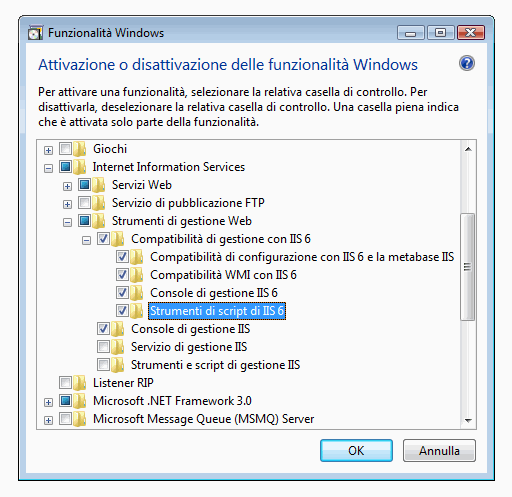 Funzionalità Windows
Attivazione o disattivazione delle funzionalità Windows
Per attivare una funzionalità, selezionare la relativa casella di controllo. Per
disattivarla, deselezionare la relativa casella di controllo. Una casella piena indica
che è attivata solo parte della funzionalità.
Giochi
Internet Information Services
Servizi Web
Servizio di pubblicazione FTP
Strumenti di gestione Web
Compatibilità di gestione con IIS 6
Compatibilità di configurazione con IIS 6 e la metabase IIS
Compatibilità WMI con IIS 6
Console di gestione IIS 6
Strumenti di script di IIS 6
Console di gestione IIS
Servizio di gestione IIS
Strumenti e script di gestione IIS
Listener RIP
Microsoft .NET Framework 3.0
Microsoft Message Queue (MSMQ) Server
OK Annulla